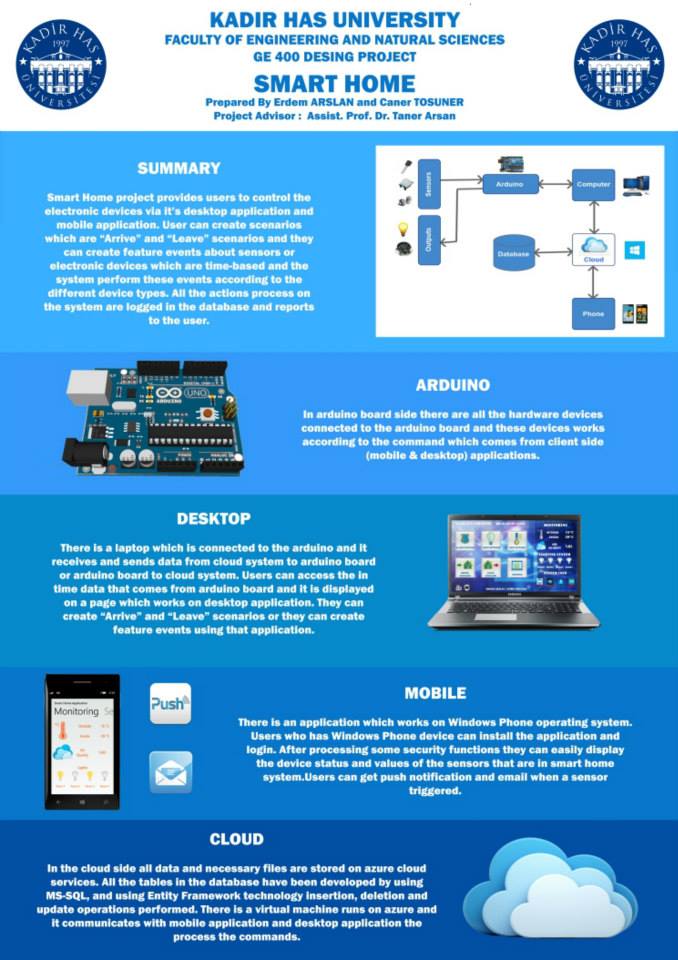 KADIR HAS UNIVERSITY
FACULTY OF ENGINEERING AND NATURAL SCIENCES
GE 400 DESING PROJECT
SMART HOME
Prepared By Erdem ARSLAN and Caner TOSUNER
Project Advisor : Assist. Prof. Dr. Taner Arsan
KADİR HAS
1997
ÜNİVERSİTESİ
KADİR HAS
1997
ÜNİVERSİTESİ
SUMMARY
Smart Home project provides users to control the
electronic devices via it's desktop application and
mobile application. User can create scenarios
which are “Arrive” and “Leave” scenarios and they
can create feature events about sensors or
electronic devices which are time-based and the
system perform these events according to the
different device types. All the actions process on
the system are logged in the database and reports
to the user.
Sensors
Arduino
Computer
Outputs
Database
Cloud
Phone
ARDUINO
UNO
ARDUINO
In arduino board side there are all the hardware devices
connected to the arduino board and these devices works
according to the command which comes from client side
(mobile & desktop) applications.
DESKTOP
There is a laptop which is connected to the arduino and it
receives and sends data from cloud system to arduino board
or arduino board to cloud system. Users can access the in
time data that comes from arduino board and it is displayed
on a page which works on desktop application. They can
create “Arrive” and “Leave” scenarios or they can create
feature events using that application.
MONITORING
SAMSUNG
Monitoring Se
Push
MOBILE
There is an application which works on Windows Phone operating system.
Users who has Windows Phone device can install the application and
login. After processing some security functions they can easily display
the device status and values of the sensors that are in smart home
system.Users can get push notification and email when a sensor
triggered.
CLOUD
In the cloud side all data and necessary files are stored on azure cloud
services. All the tables in the database have been developed by using
MS-SQL, and using Entity Framework technology insertion, deletion and
update operations performed. There is a virtual machine runs on azure and
it communicates with mobile application and desktop application the
process the commands.